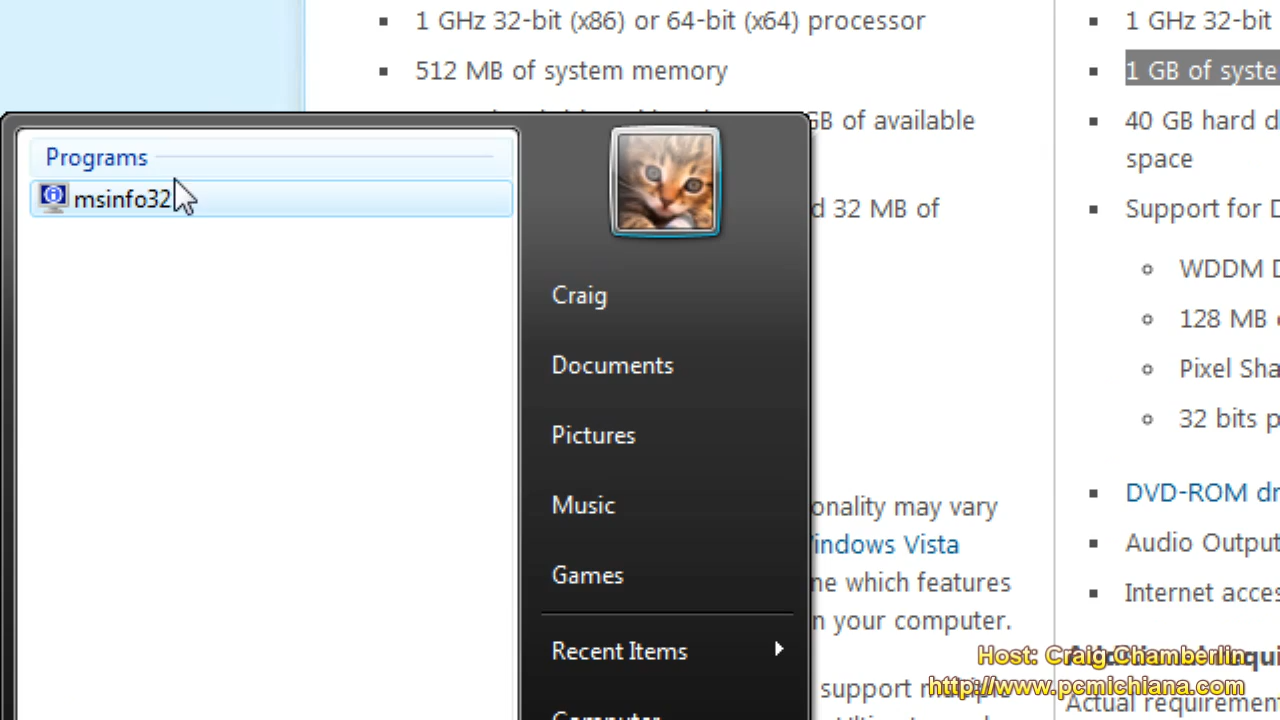 1 GHz 32-bit (x86) or 64-bit (x64) processor
512 MB of system memory
GB of available
d 32 MB of
Programs
msinfo32
Craig
Documents
Pictures
Music
Games
Recent Items
Computer
onality may vary
Windows Vista
ne which features
n your computer.
support multiple
1 GHz 32-bit
1 GB of syste
40 GB hard d
space
Support for D
WDDM D
128 MB
Pixel Sha
32 bits p
DVD-ROM dr
Audio Output
Internet acces
Host: Craig Chamberlin
http://www.pcmichiana.com
Actual requirement